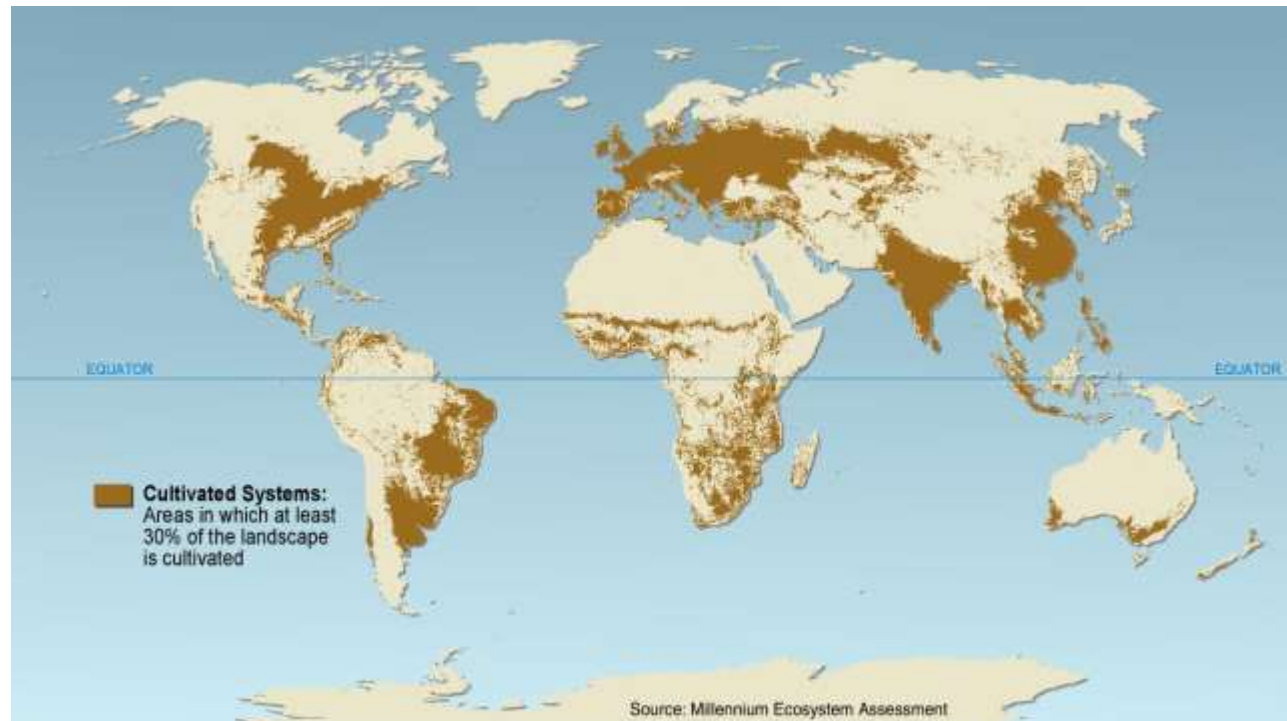 EQUATOR
EQUATOR
Cultivated Systems:
Areas in which at least
30% of the landscape
is cultivated
Source: Millennium Ecosystem Assessment